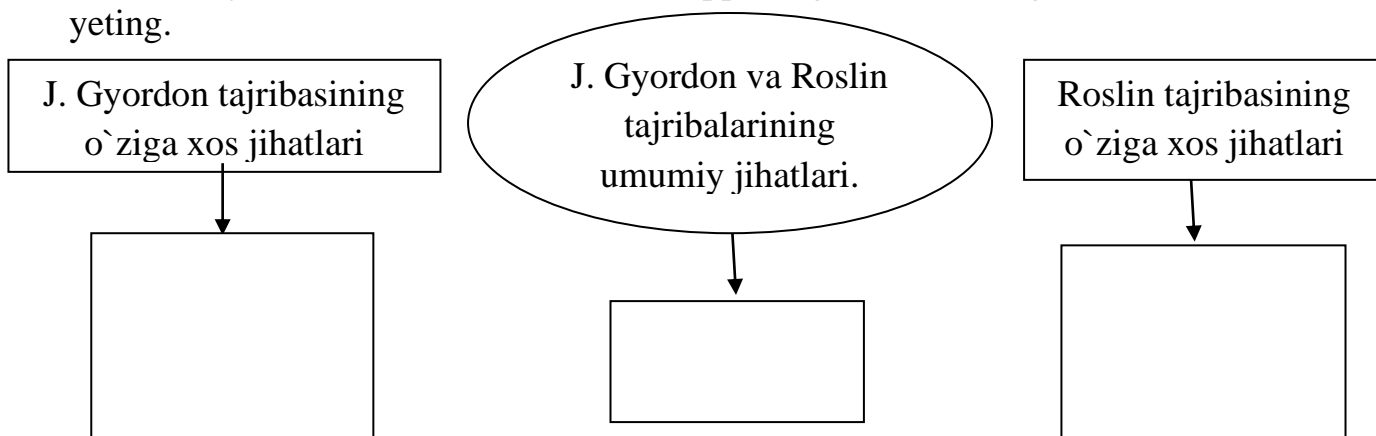 yeting.
J. Gyordon tajribasining
o`ziga xos jihatlari
J. Gyordon va Roslin
tajribalarining
umumiy jihatlari.
Roslin tajribasining
o`ziga xos jihatlari